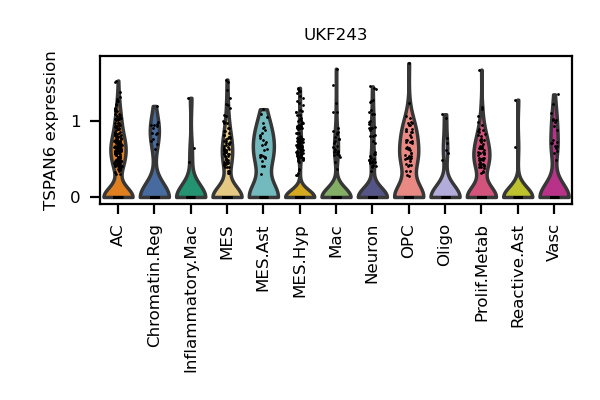 UKF243
TSPAN6 expression
1
0
AC
Chromatin.Reg
Inflammatory.Mac
MES
MES.Ast
MES.Hyp
Mac
Neuron
OPC
Oligo
Prolif.Metab
Reactive.Ast
Vasc